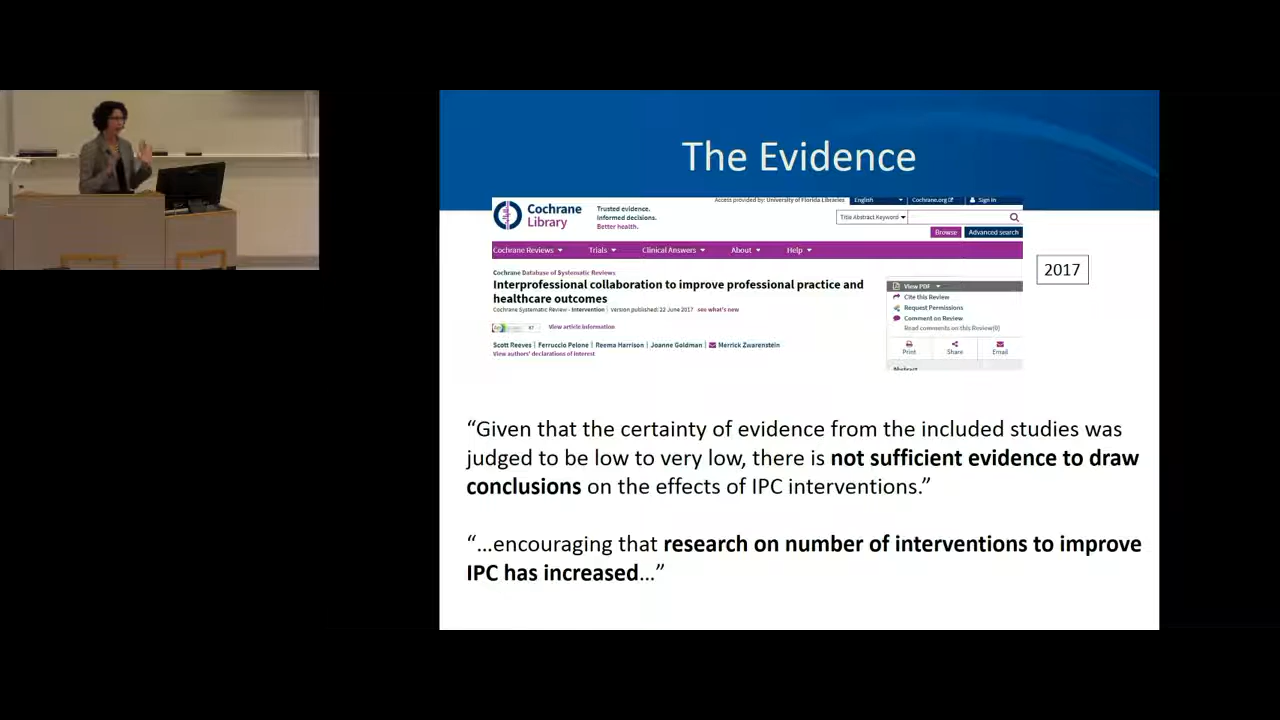 The Evidence
Cochrane
Library
Trusted evidence.
Informed decisions.
Better health.
Access provided by: University of Florida Libraries
English
Cochrane.org
Sign In
Title Abstract Keyword
Browse
Advanced search
Cochrane Reviews
Trials
Clinical Answers
About
Help
Cochrane Database of Systematic Reviews
Interprofessional collaboration to improve professional practice and
healthcare outcomes
Cochrane Systematic Review - Intervention | Version published: 22 June 2017 see what's new
View article information
Scott Reeves | Ferruccio Pelone | Reema Harrison | Joanne Goldman | Merrick Zwarenstein
View authors' declarations of interest
View PDF
Cite this Review
Request Permissions
Comment on Review
Read comments on this Review(0)
Print
Share
Email
Abstract
2017
“Given that the certainty of evidence from the included studies was
judged to be low to very low, there is not sufficient evidence to draw
conclusions on the effects of IPC interventions.”
“…encouraging that research on number of interventions to improve
IPC has increased…”